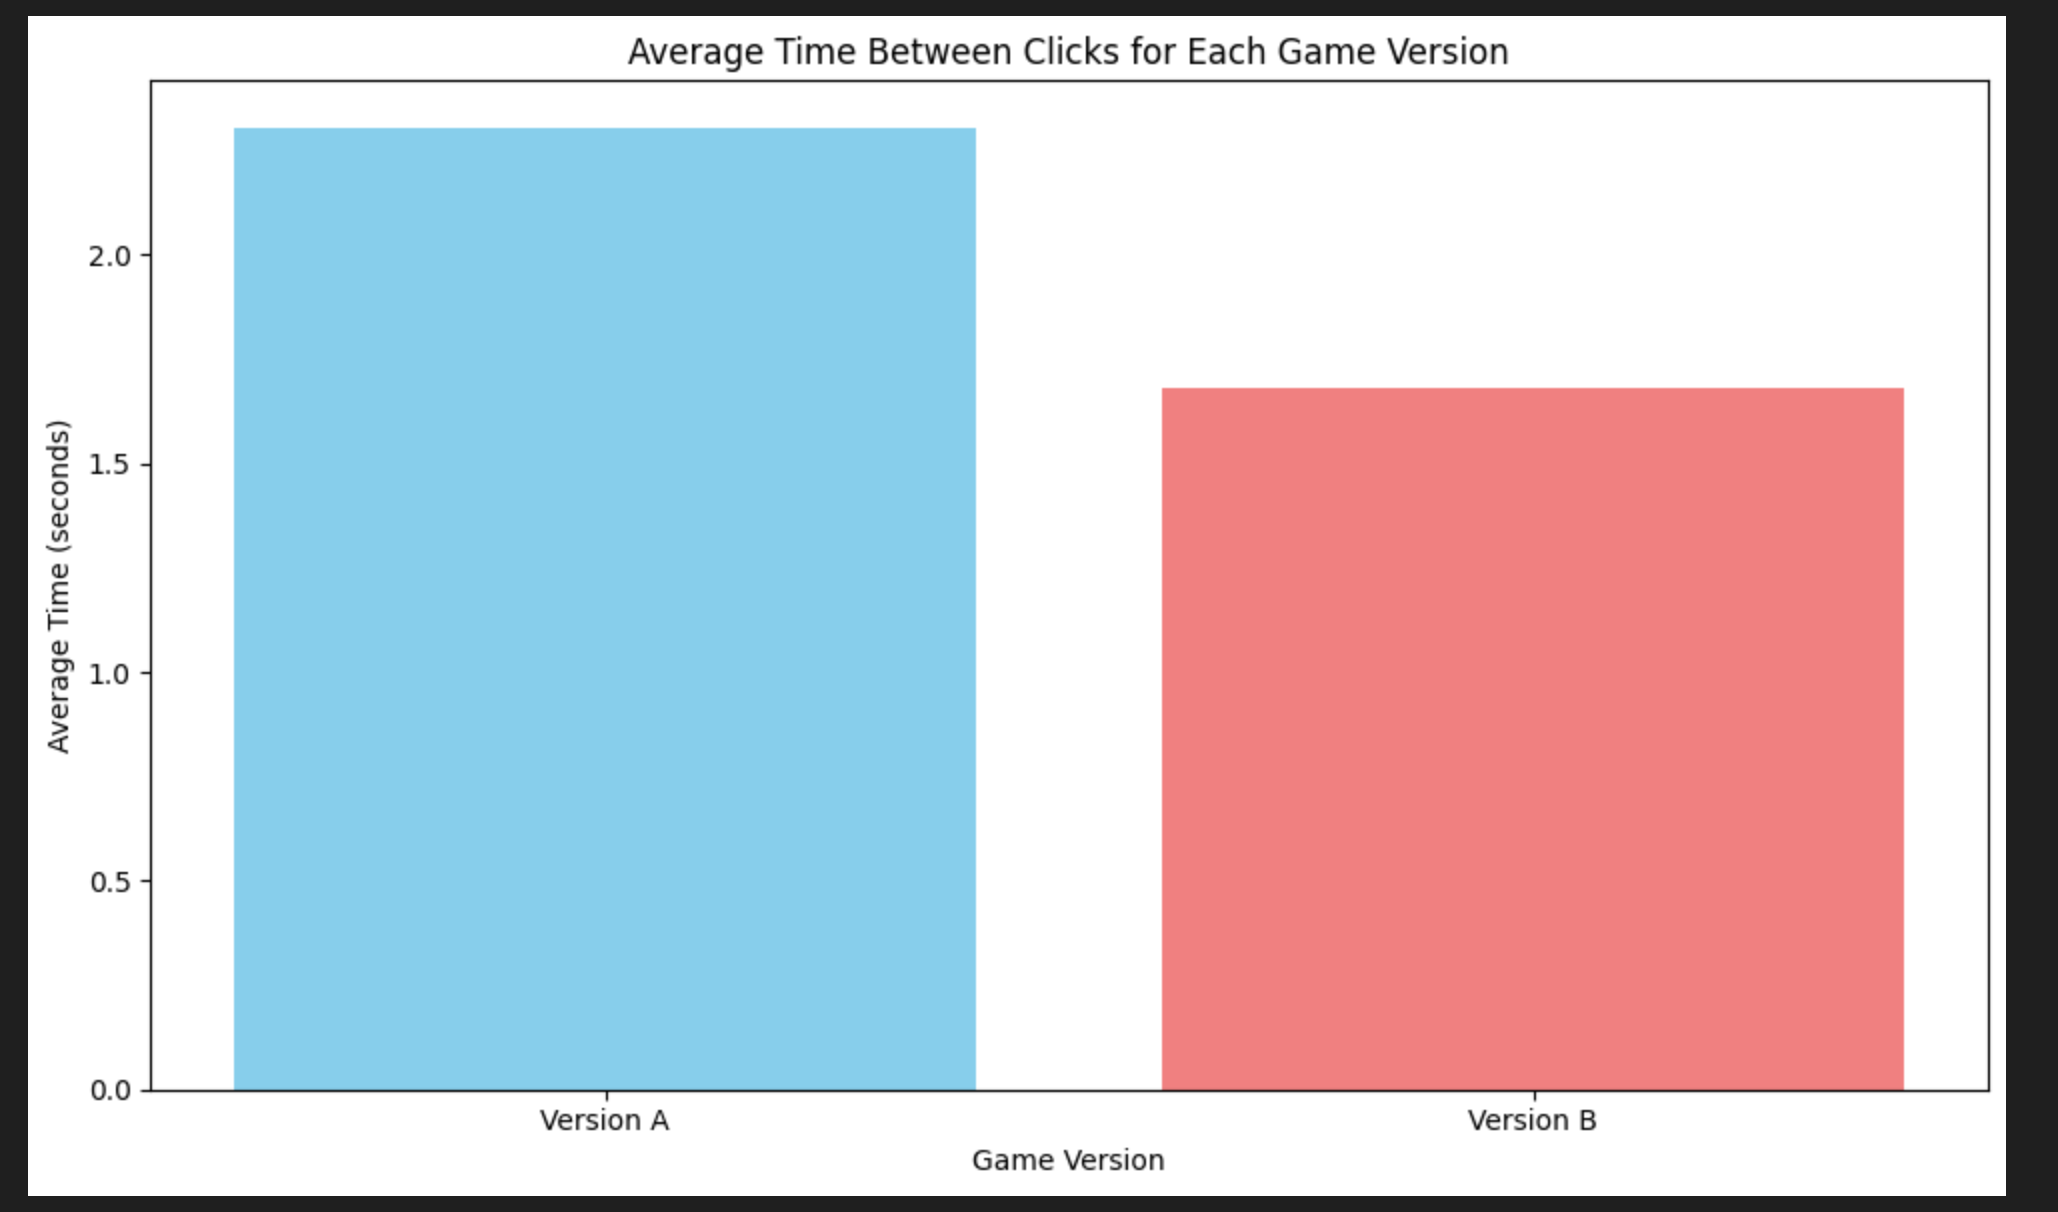 Average Time Between Clicks for Each Game Version
Average Time (seconds)
2.0
1.5
1.0
0.5
0.0
Version A
Version B
Game Version